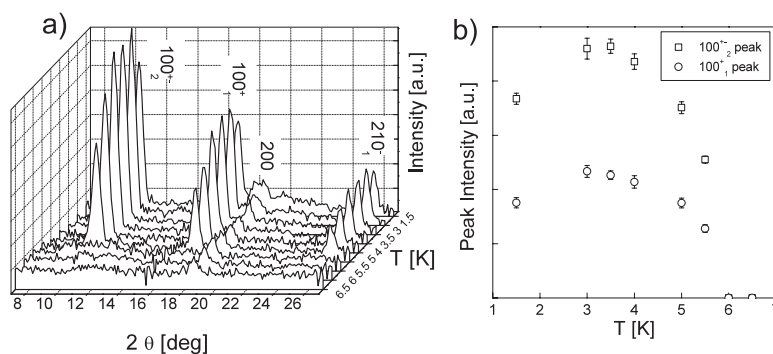 a)
100⁺⁻₂
100⁺₁
200
210⁻₁
Intensity [a.u.]
8 10 12 14 16 18 20 22 24 26
6.5 6 5.5 5 4 3.5 3 1.5
T [K]
2 θ [deg]
b)
100⁺⁻₂ peak
100⁺₁ peak
Peak Intensity [a.u.]
1 2 3 4 5 6 7
T [K]